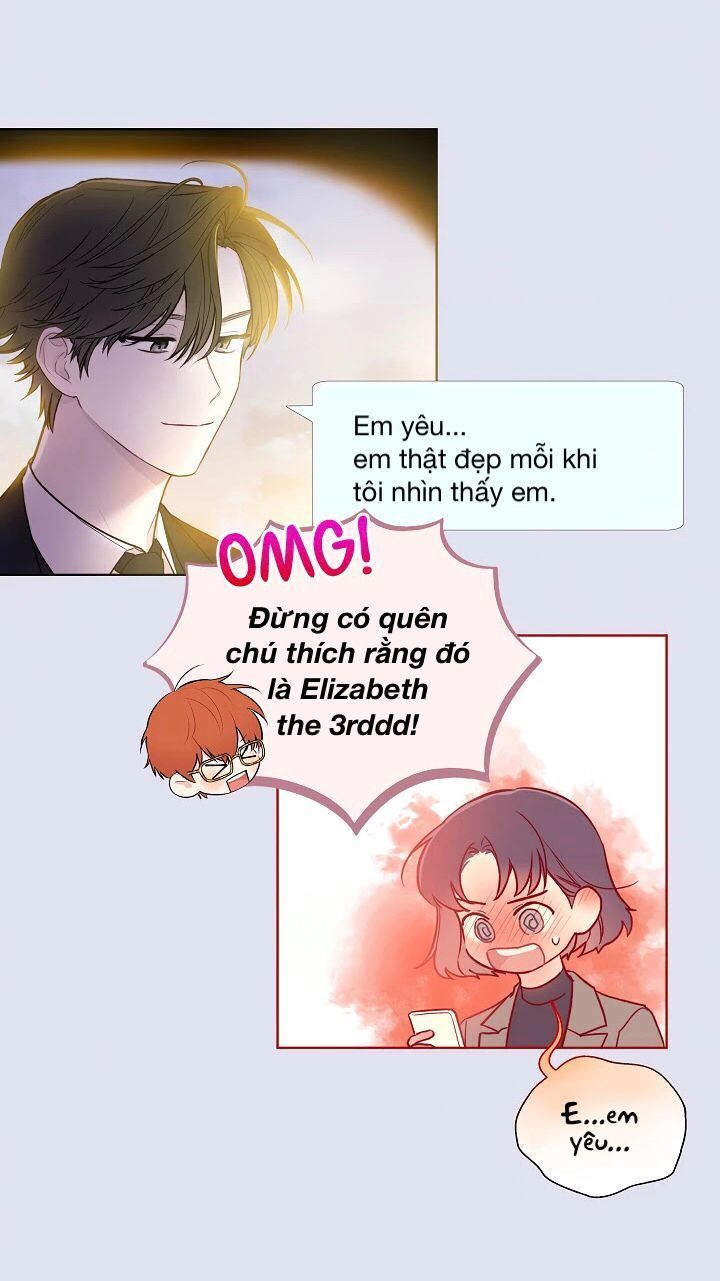 Em yêu...
em thật đẹp mỗi khi
tôi nhìn thấy em.
OMG!
Đừng có quên
chú thích rằng đó
là Elizabeth
the 3rddd!
E...em
yêu...